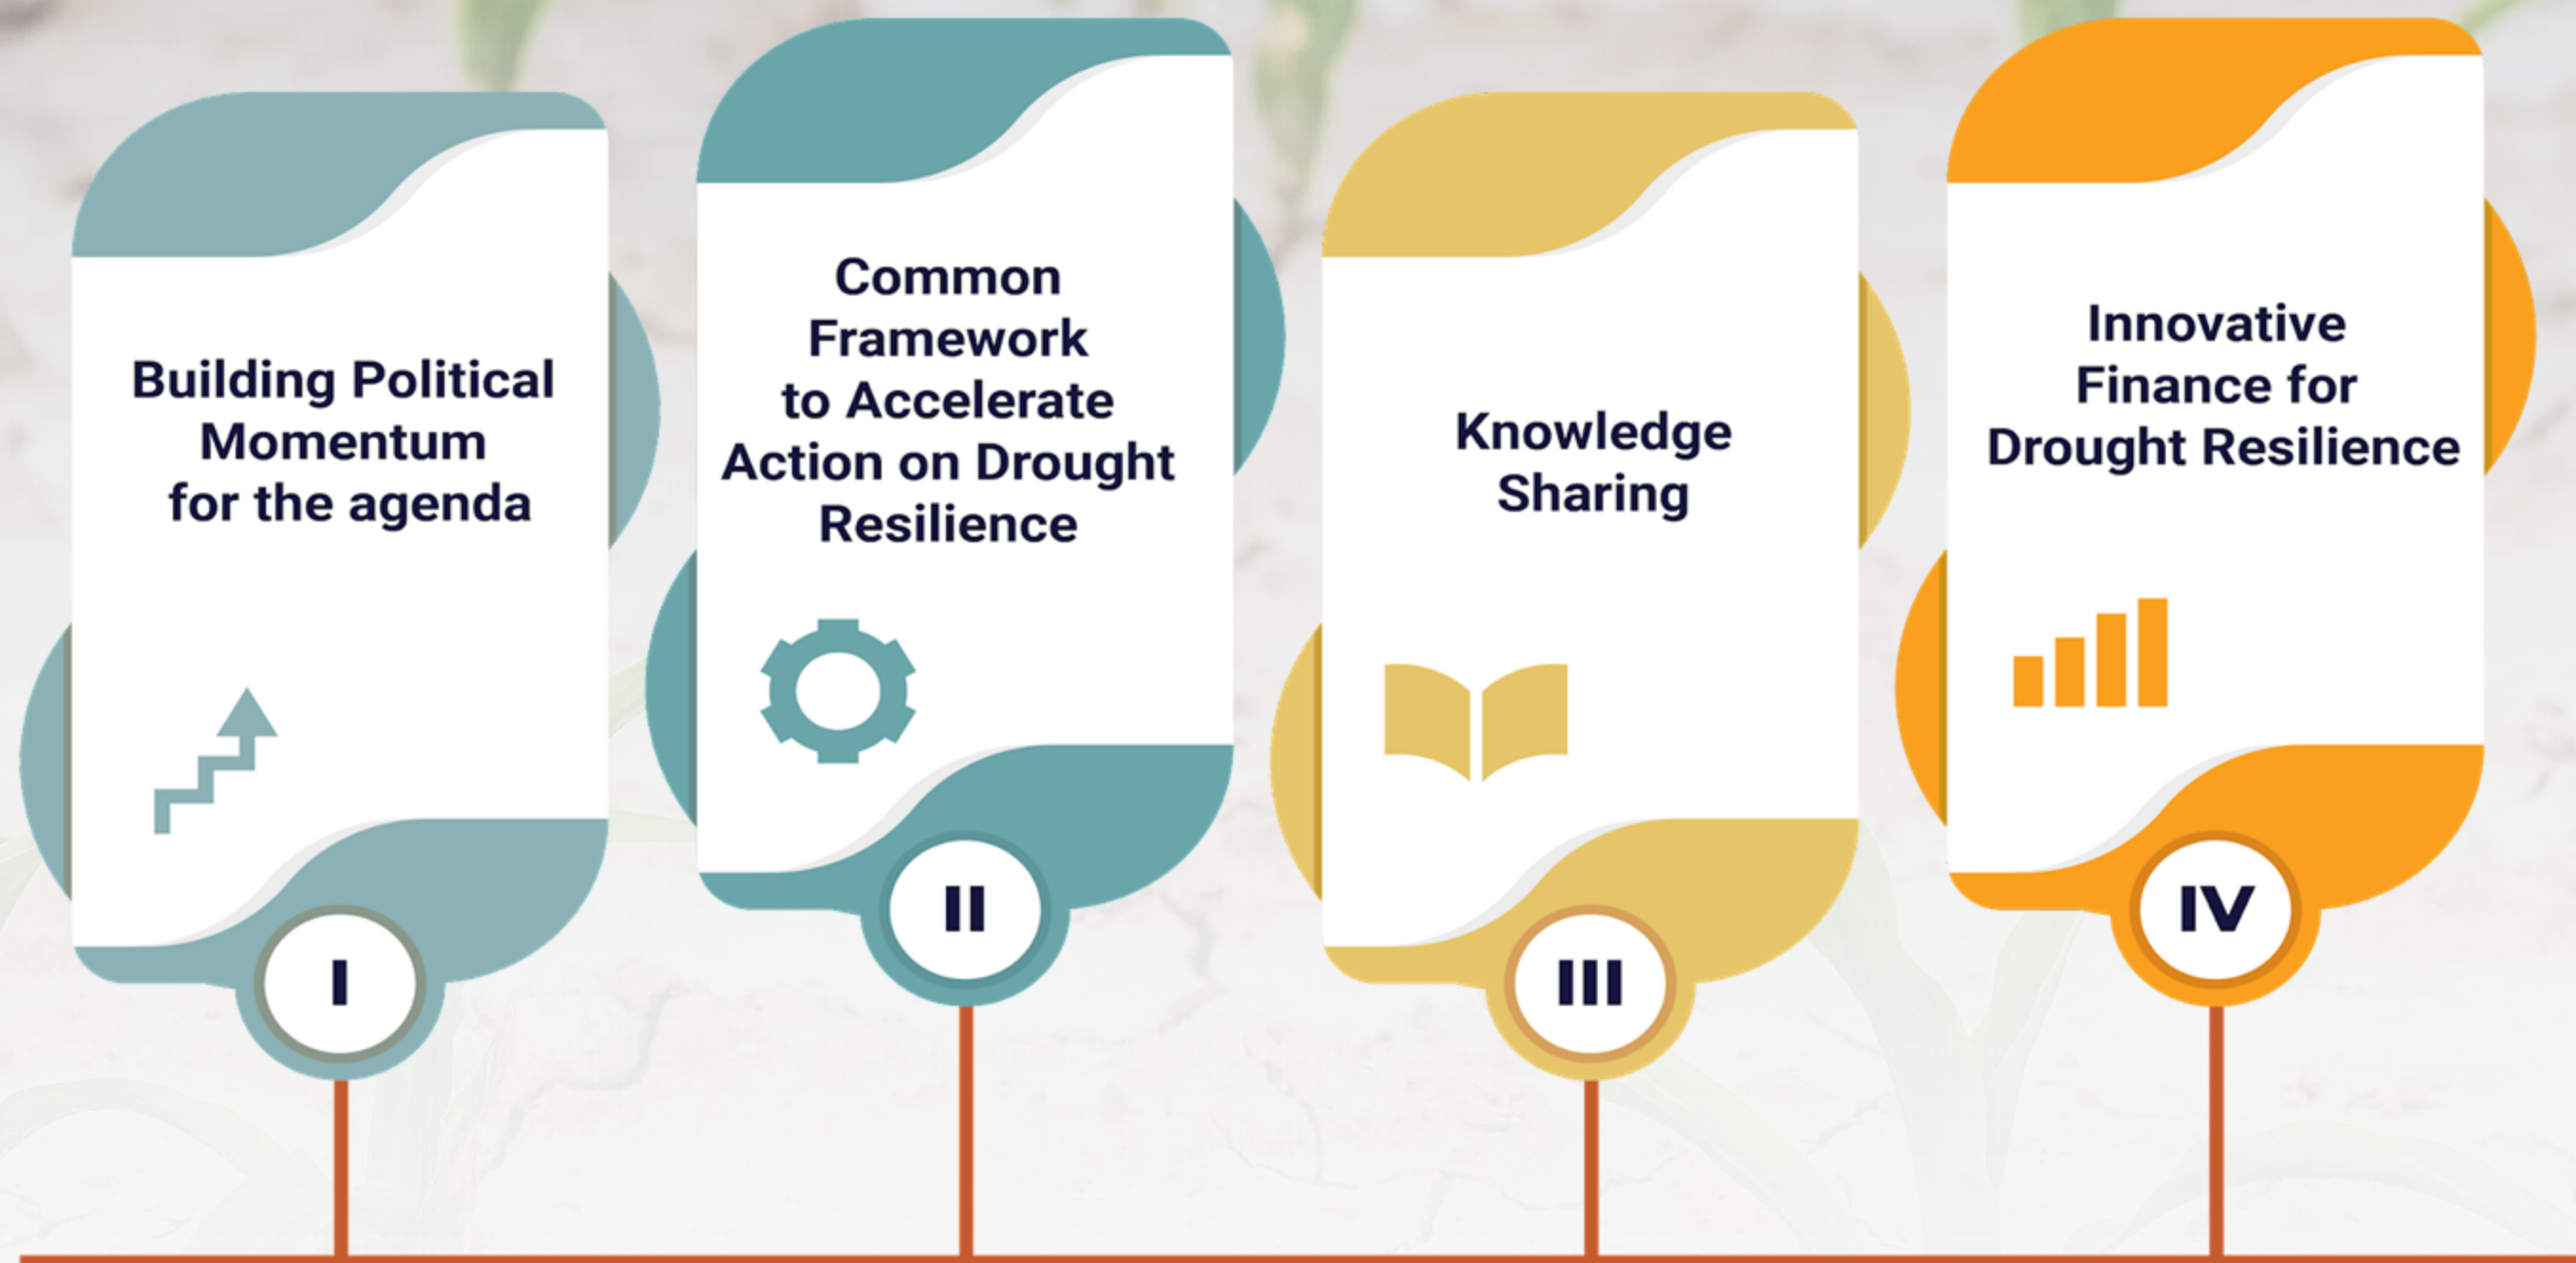 Building Political
Momentum
for the agenda
I
Common
Framework
to Accelerate
Action on Drought
Resilience
II
Knowledge
Sharing
III
Innovative
Finance for
Drought Resilience
IV